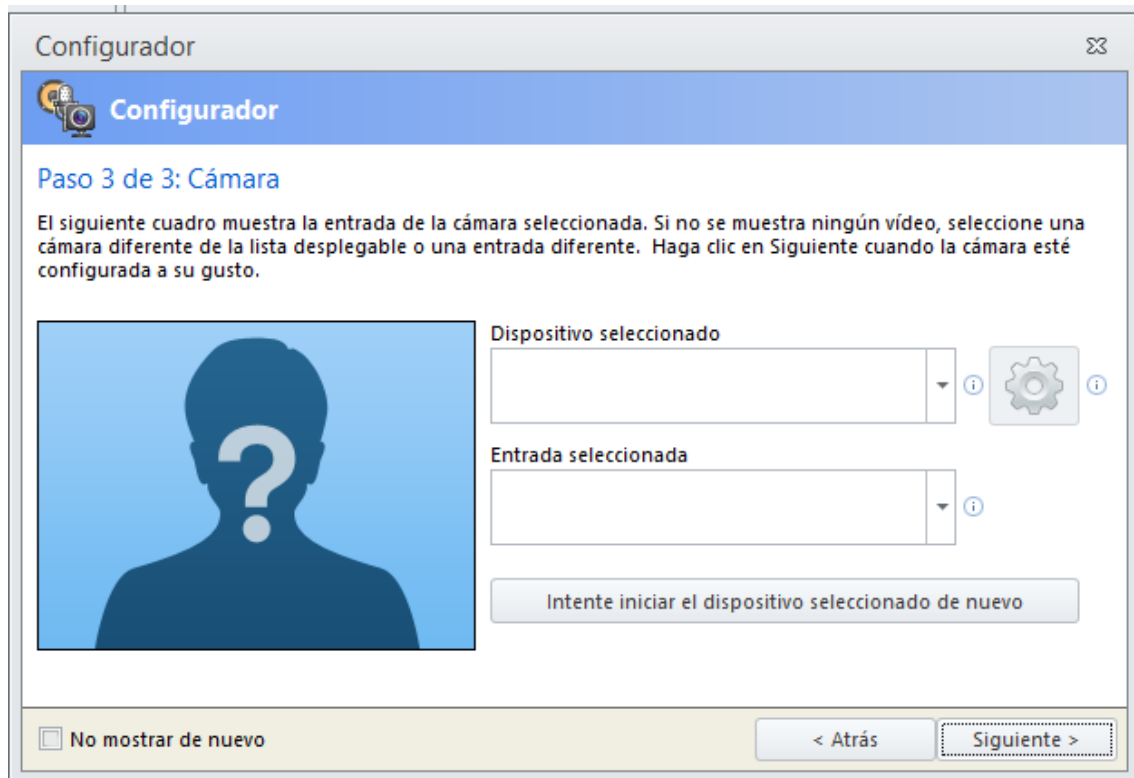 Configurador
Configurador
Paso 3 de 3: Cámara
El siguiente cuadro muestra la entrada de la cámara seleccionada. Si no se muestra ningún vídeo, seleccione una
cámara diferente de la lista desplegable o una entrada diferente.  Haga clic en Siguiente cuando la cámara esté
configurada a su gusto.
Dispositivo seleccionado
?
Entrada seleccionada
Intente iniciar el dispositivo seleccionado de nuevo
No mostrar de nuevo
< Atrás
Siguiente >